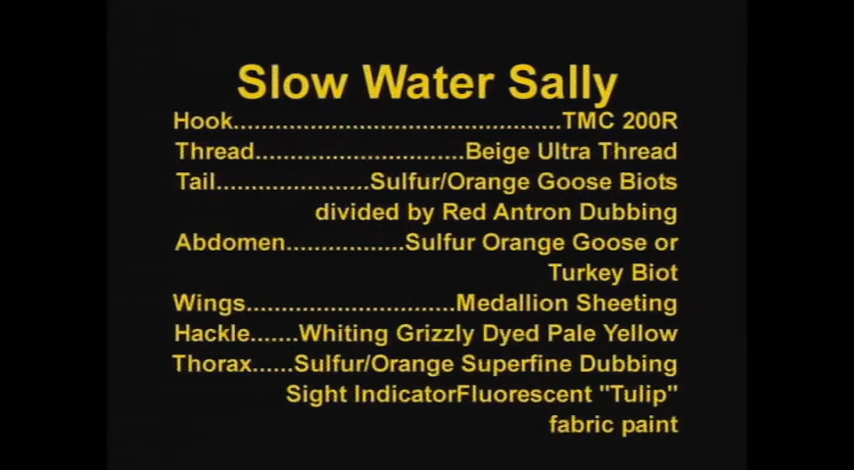 Slow Water Sally
Hook...............................................TMC 200R
Thread..............................Beige Ultra Thread
Tail......................Sulfur/Orange Goose Biots
divided by Red Antron Dubbing
Abdomen.................Sulfur Orange Goose or
Turkey Biot
Wings..............................Medallion Sheeting
Hackle.......Whiting Grizzly Dyed Pale Yellow
Thorax......Sulfur/Orange Superfine Dubbing
Sight IndicatorFluorescent "Tulip"
fabric paint